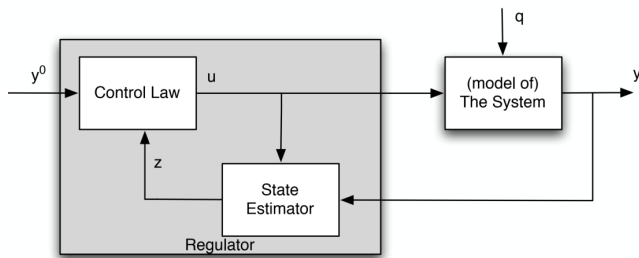 q
y⁰
Control Law
u
(model of)
The System
y
z
State
Estimator
Regulator